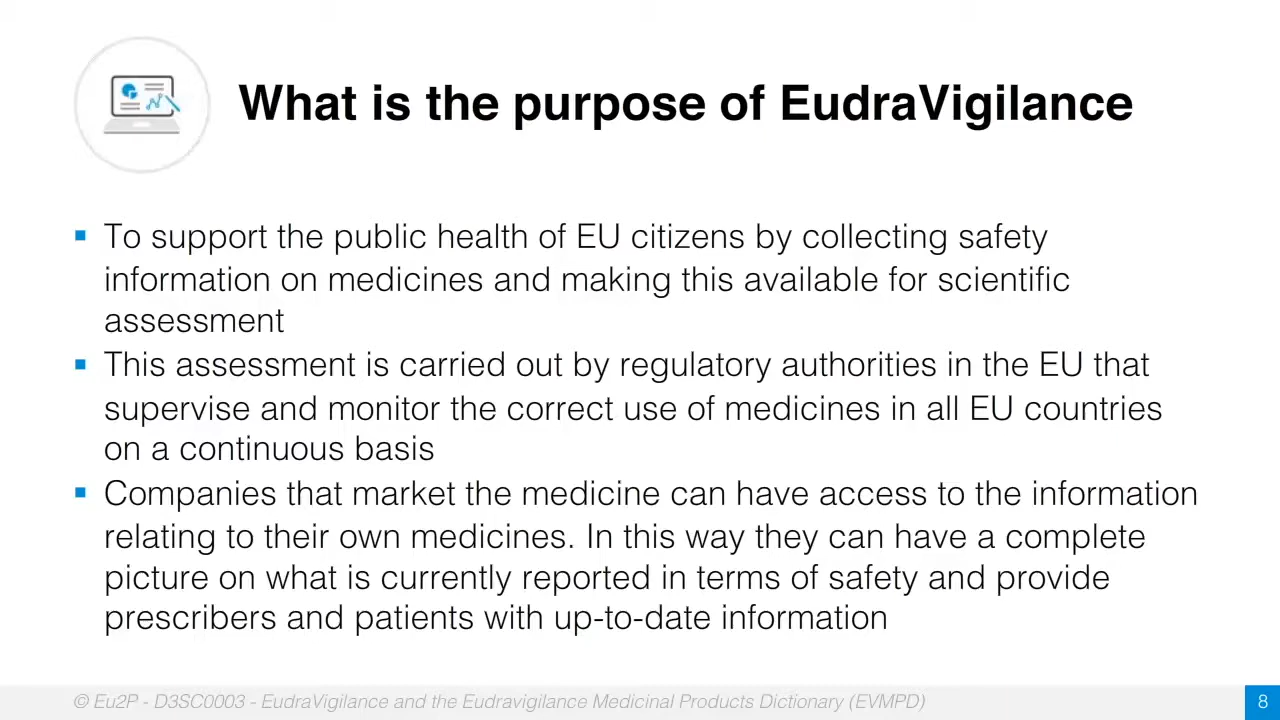 What is the purpose of EudraVigilance
▪ To support the public health of EU citizens by collecting safety
information on medicines and making this available for scientific
assessment
▪ This assessment is carried out by regulatory authorities in the EU that
supervise and monitor the correct use of medicines in all EU countries
on a continuous basis
▪ Companies that market the medicine can have access to the information
relating to their own medicines. In this way they can have a complete
picture on what is currently reported in terms of safety and provide
prescribers and patients with up-to-date information
© Eu2P - D3SC0003 - EudraVigilance and the Eudravigilance Medicinal Products Dictionary (EVMPD)
8